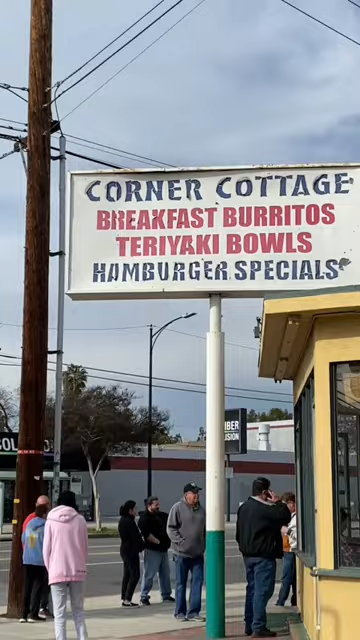 CORNER COTTAGE
BREAKFAST BURRITOS
TERIYAKI BOWLS
HAMBURGER SPECIALS